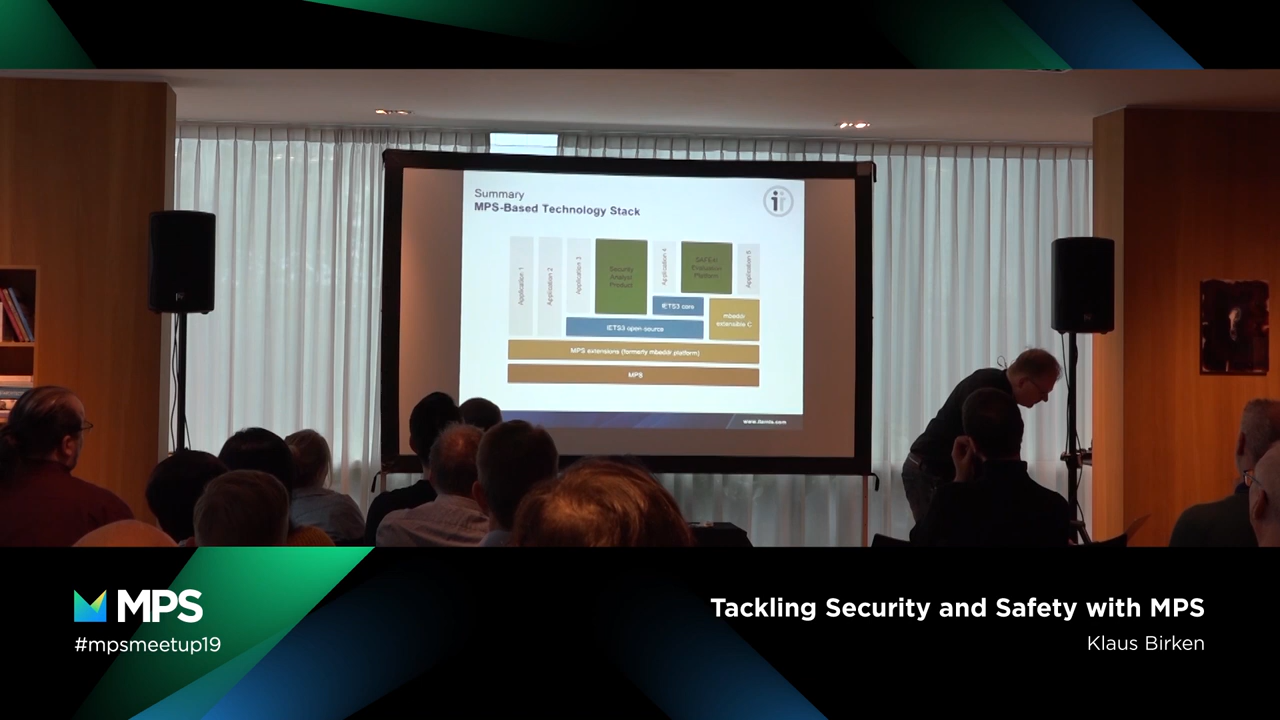 Summary
MPS-Based Technology Stack
Application 1
Application 2
Application 3
Security
Analyst
Product
Application 4
SAFE4I
Evaluation
Platform
Application 5
IETS3 core
mbeddr
extensible C
IETS3 open source
MPS extensions (formerly mbeddr.platform)
MPS
www.itemis.com
MPS
#mpsmeetup19
Tackling Security and Safety with MPS
Klaus Birken